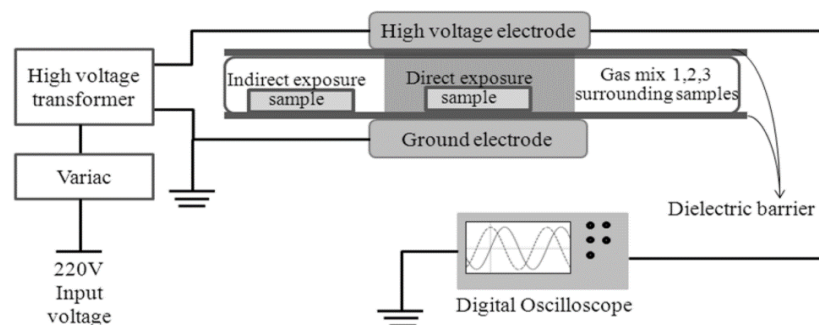 High voltage electrode
High voltage
transformer
Indirect exposure
sample
Direct exposure
sample
Gas mix 1,2,3
surrounding samples
Ground electrode
Variac
Dielectric barrier
220V
Input
voltage
Digital Oscilloscope